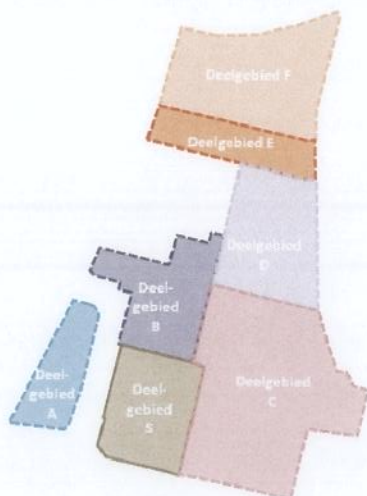 Deelgebied F
Deelgebied E
Deelgebied
D
Deel-
gebied
B
Deel-
gebied
A
Deel-
gebied
S
Deelgebied
C